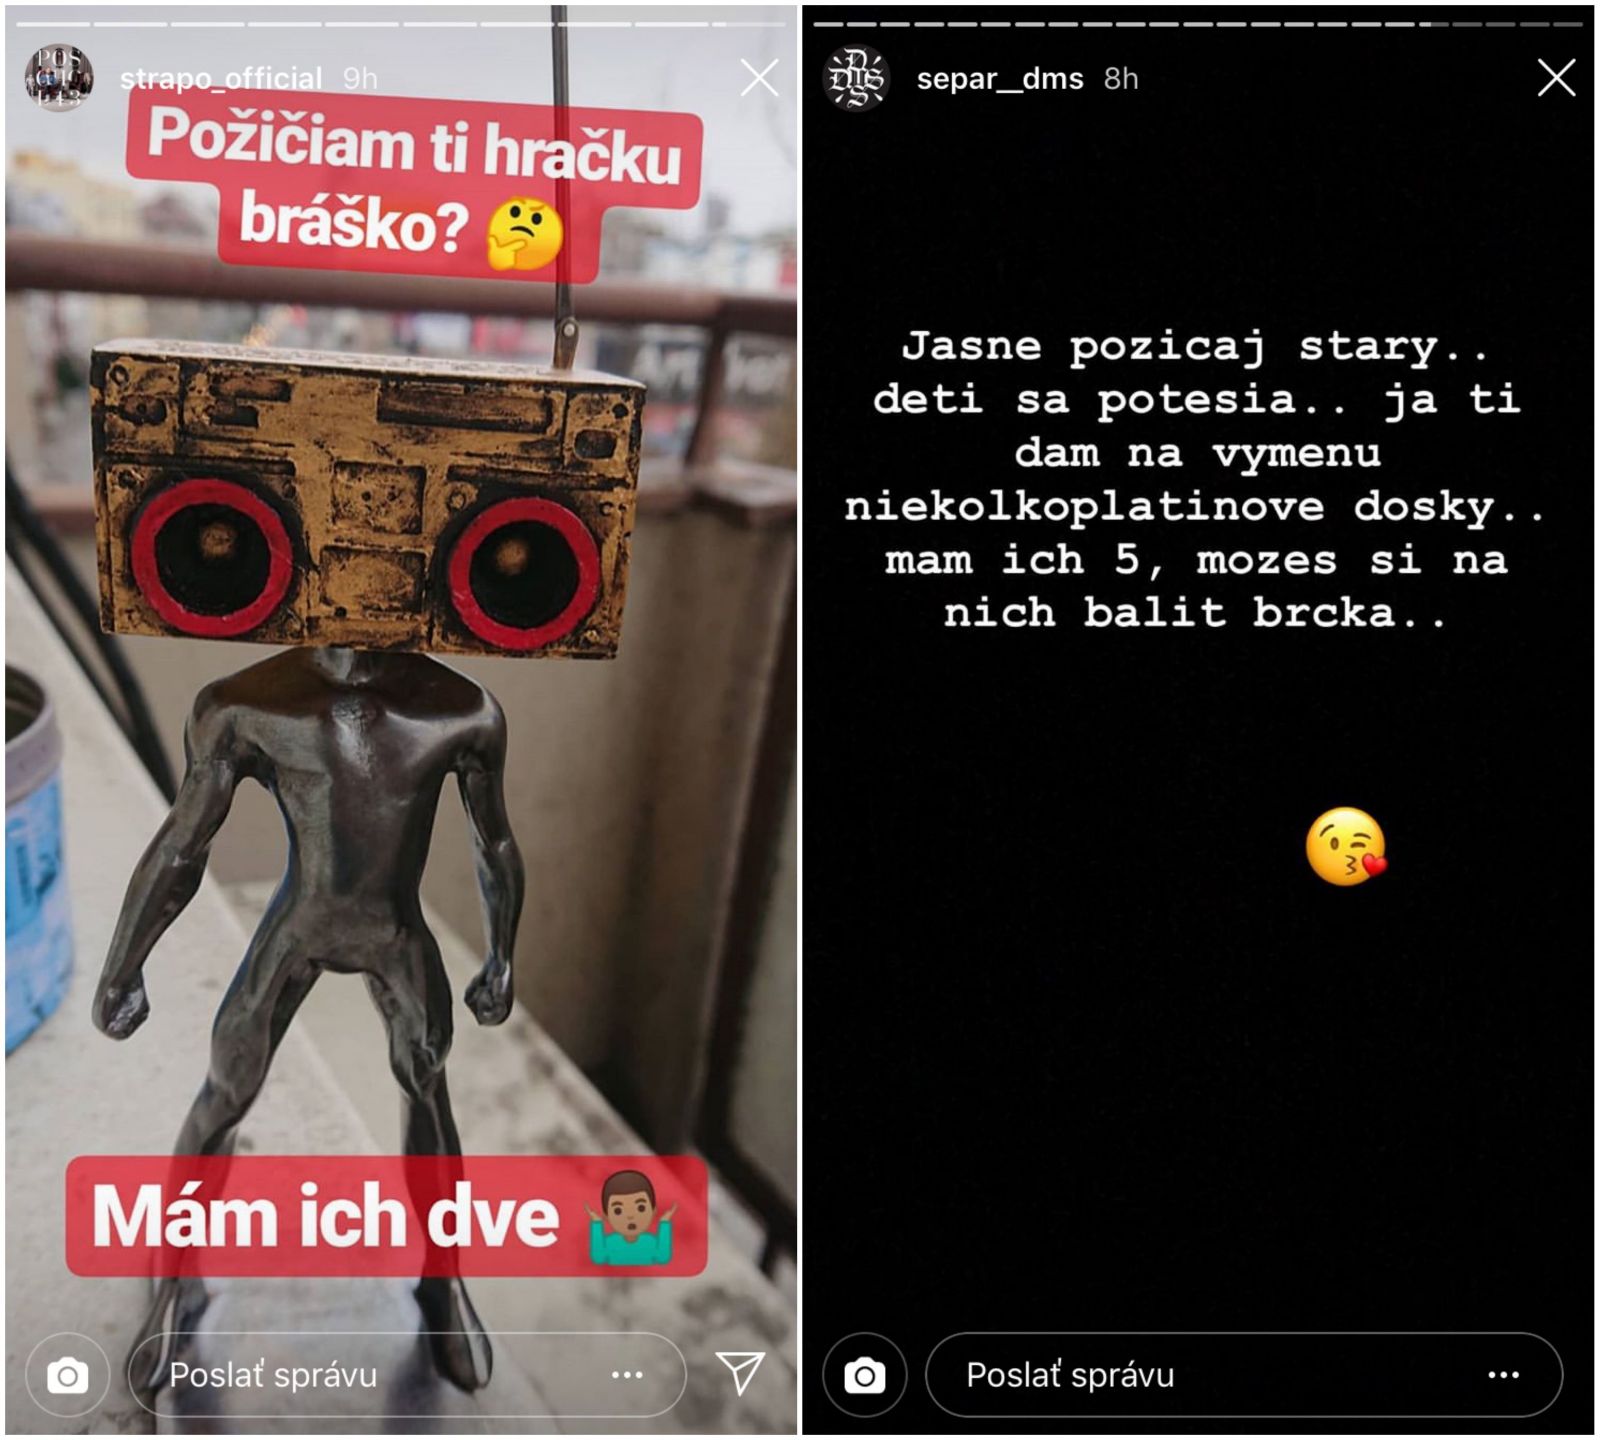 strapo_official 9h
Požičiam ti hračku
bráško? 🤔
Mám ich dve 🤷🏽‍♂️
Poslať správu
separ__dms 8h
Jasne pozicaj stary..
deti sa potesia.. ja ti
dam na vymenu
niekolkoplatinove dosky..
mam ich 5, mozes si na
nich balit brcka..
😘
Poslať správu